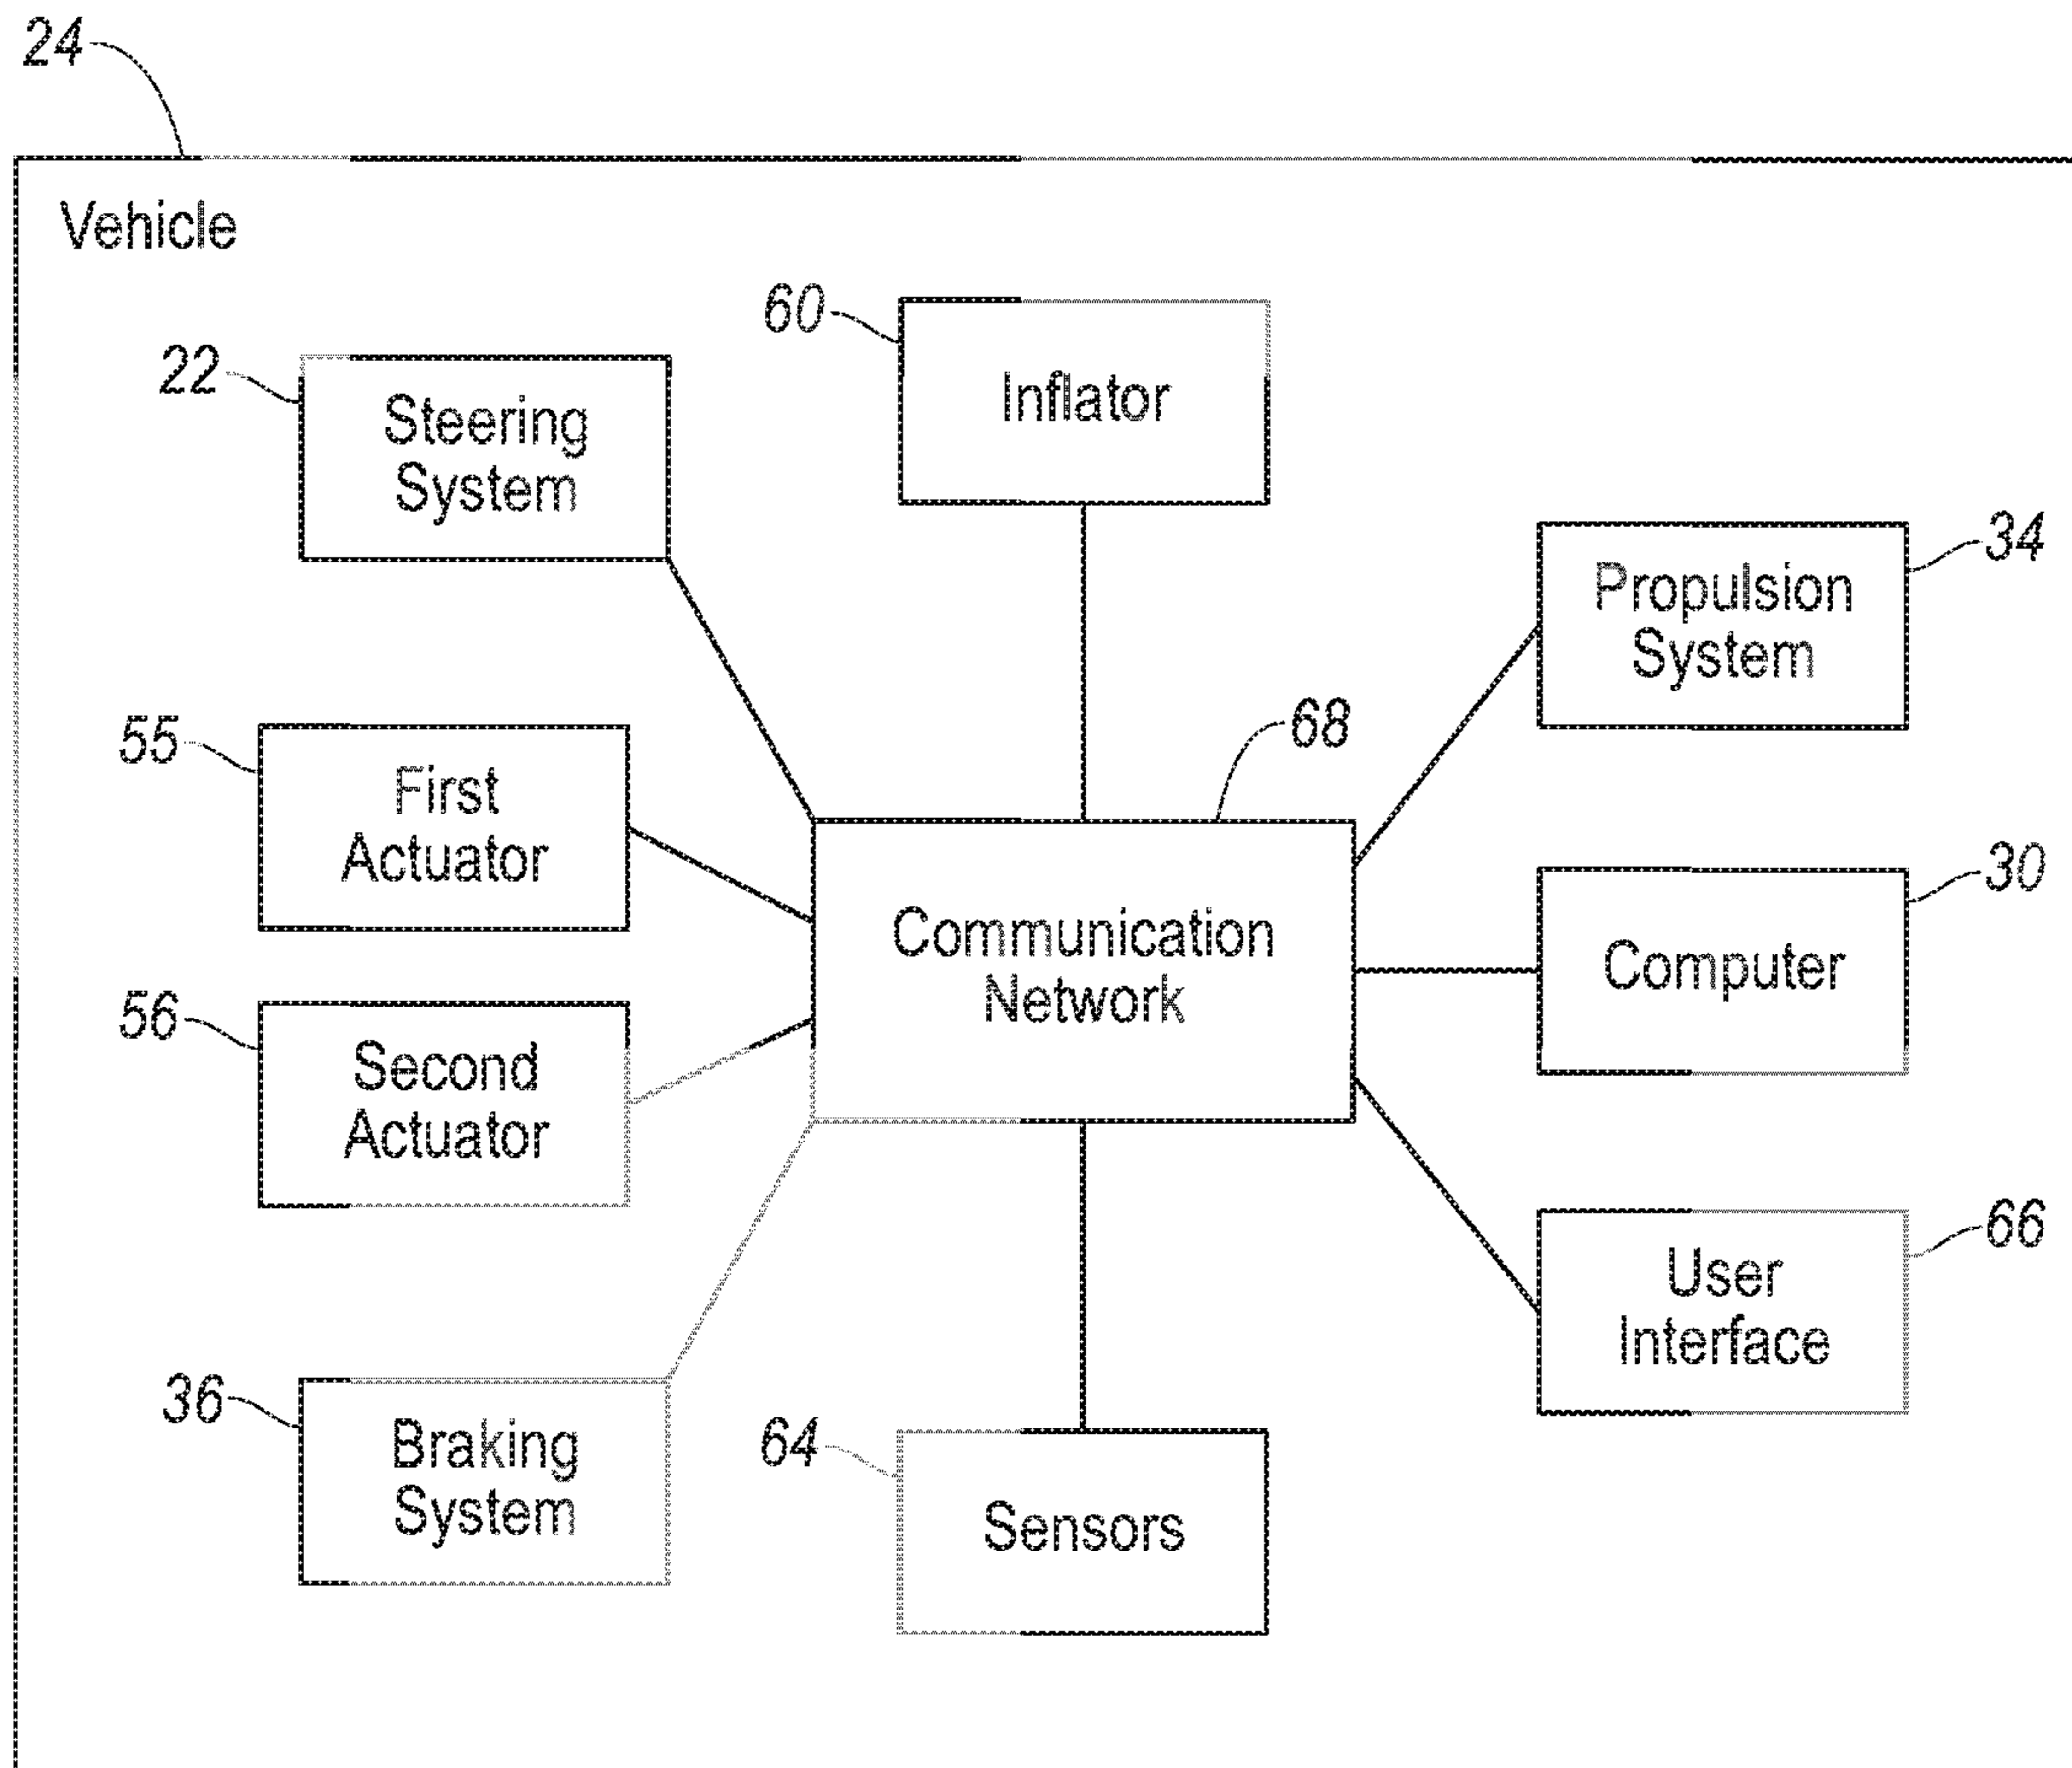 24
Vehicle
60
Inflator
22
Steering
System
34
Propulsion
System
55
First
Actuator
68
Communication
Network
30
Computer
56
Second
Actuator
66
User
Interface
36
Braking
System
64
Sensors